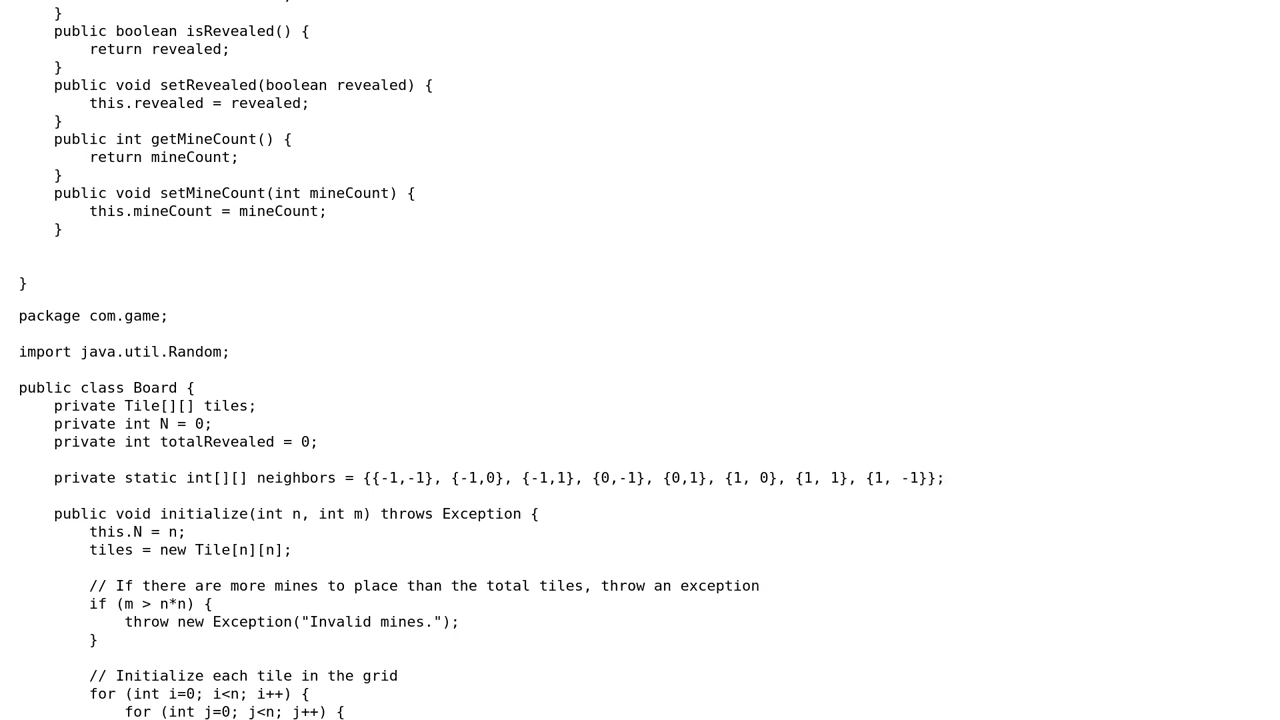 }
    public boolean isRevealed() {
        return revealed;
    }
    public void setRevealed(boolean revealed) {
        this.revealed = revealed;
    }
    public int getMineCount() {
        return mineCount;
    }
    public void setMineCount(int mineCount) {
        this.mineCount = mineCount;
    }


}

package com.game;

import java.util.Random;

public class Board {
    private Tile[][] tiles;
    private int N = 0;
    private int totalRevealed = 0;

    private static int[][] neighbors = {{-1,-1}, {-1,0}, {-1,1}, {0,-1}, {0,1}, {1, 0}, {1, 1}, {1, -1}};

    public void initialize(int n, int m) throws Exception {
        this.N = n;
        tiles = new Tile[n][n];

        // If there are more mines to place than the total tiles, throw an exception
        if (m > n*n) {
            throw new Exception("Invalid mines.");
        }

        // Initialize each tile in the grid
        for (int i=0; i<n; i++) {
            for (int j=0; j<n; j++) {